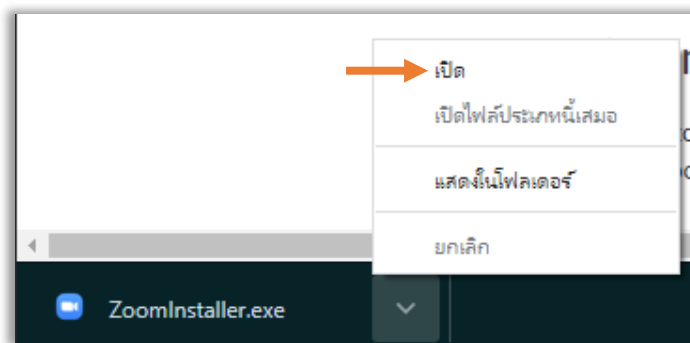 เปิด
เปิดไฟล์ประเภทนี้เสมอ
แสดงในโฟลเดอร์
ยกเลิก
ZoomInstaller.exe